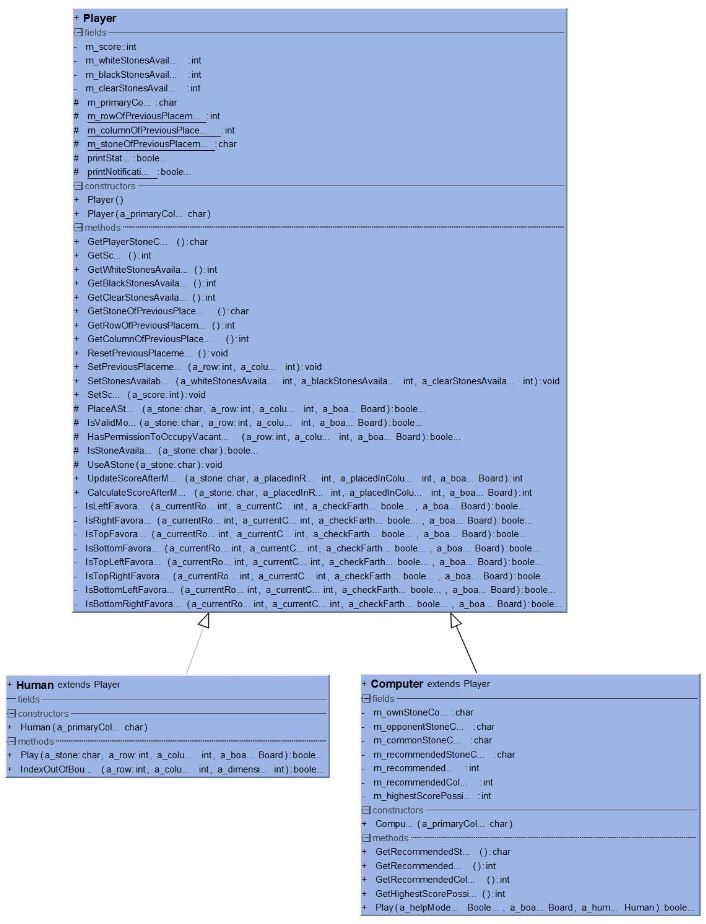 + Player
fields
- m_score:int
- m_whiteStonesAvail... :int
- m_blackStonesAvail... :int
- m_clearStonesAvail... :int
# m_primaryCo... :char
# m_rowOfPreviousPlacem... :int
# m_columnOfPreviousPlace... :int
# m_stoneOfPreviousPlacem... :char
# printStat... :boole...
# printNotificati... :boole...
constructors
+ Player()
+ Player(a_primaryCol... char)
methods
+ GetPlayerStoneC... ():char
+ GetSc... ():int
+ GetWhiteStonesAvaila... ():int
+ GetBlackStonesAvaila... ():int
+ GetClearStonesAvaila... ():int
+ GetStoneOfPreviousPlace... ():char
+ GetRowOfPreviousPlacem... ():int
+ GetColumnOfPreviousPlace... ():int
+ ResetPreviousPlaceme... ():void
+ SetPreviousPlaceme... (a_row:int, a_colu... int):void
+ SetStonesAvailab... (a_whiteStonesAvaila... int, a_blackStonesAvaila... int, a_clearStonesAvaila... int):void
+ SetSc... (a_score:int):void
# PlaceASt... (a_stone:char, a_row:int, a_colu... int, a_boa... Board):boole...
# IsValidMo... (a_stone:char, a_row:int, a_colu... int, a_boa... Board):boole...
# HasPermissionToOccupyVacant... (a_row:int, a_colu... int, a_boa... Board):boole...
# IsStoneAvaila... (a_stone:char):boole...
# UseAStone(a_stone:char):void
+ UpdateScoreAfterM... (a_stone:char, a_placedInR... int, a_placedInColu... int, a_boa... Board):int
+ CalculateScoreAfterM... (a_stone:char, a_placedInR... int, a_placedInColu... int, a_boa... Board):int
- IsLeftFavora... (a_currentRo... int, a_currentC... int, a_checkFarth... boole... , a_boa... Board):boole...
- IsRightFavora... (a_currentRo... int, a_currentC... int, a_checkFarth... boole... , a_boa... Board):boole...
- IsTopFavora... (a_currentRo... int, a_currentC... int, a_checkFarth... boole... , a_boa... Board):boole...
- IsBottomFavora... (a_currentRo... int, a_currentC... int, a_checkFarth... boole... , a_boa... Board):boole...
- IsTopLeftFavora... (a_currentRo... int, a_currentC... int, a_checkFarth... boole... , a_boa... Board):boole...
- IsTopRightFavora... (a_currentRo... int, a_currentC... int, a_checkFarth... boole... , a_boa... Board):boole...
- IsBottomLeftFavora... (a_currentRo... int, a_currentC... int, a_checkFarth... boole... , a_boa... Board):boole...
- IsBottomRightFavora... (a_currentRo... int, a_currentC... int, a_checkFarth... boole... , a_boa... Board):boole...
+ Human extends Player
fields
constructors
+ Human(a_primaryCol... char)
methods
+ Play(a_stone:char, a_row:int, a_colu... int, a_boa... Board):boole...
+ IndexOutOfBou... (a_row:int, a_colu... int, a_dimensi... int):boole...
+ Computer extends Player
fields
- m_ownStoneCo... :char
- m_opponentStoneC... :char
- m_commonStoneC... :char
- m_recommendedStoneC... :char
- m_recommended... :int
- m_recommendedCol... :int
- m_highestScorePossi... :int
constructors
+ Compu... (a_primaryCol... char)
methods
+ GetRecommendedSt... ():char
+ GetRecommended... ():int
+ GetRecommendedCol... ():int
+ GetHighestScorePossi... ():int
+ Play(a_helpMode... Boole... , a_boa... Board, a_hum... Human):boole...